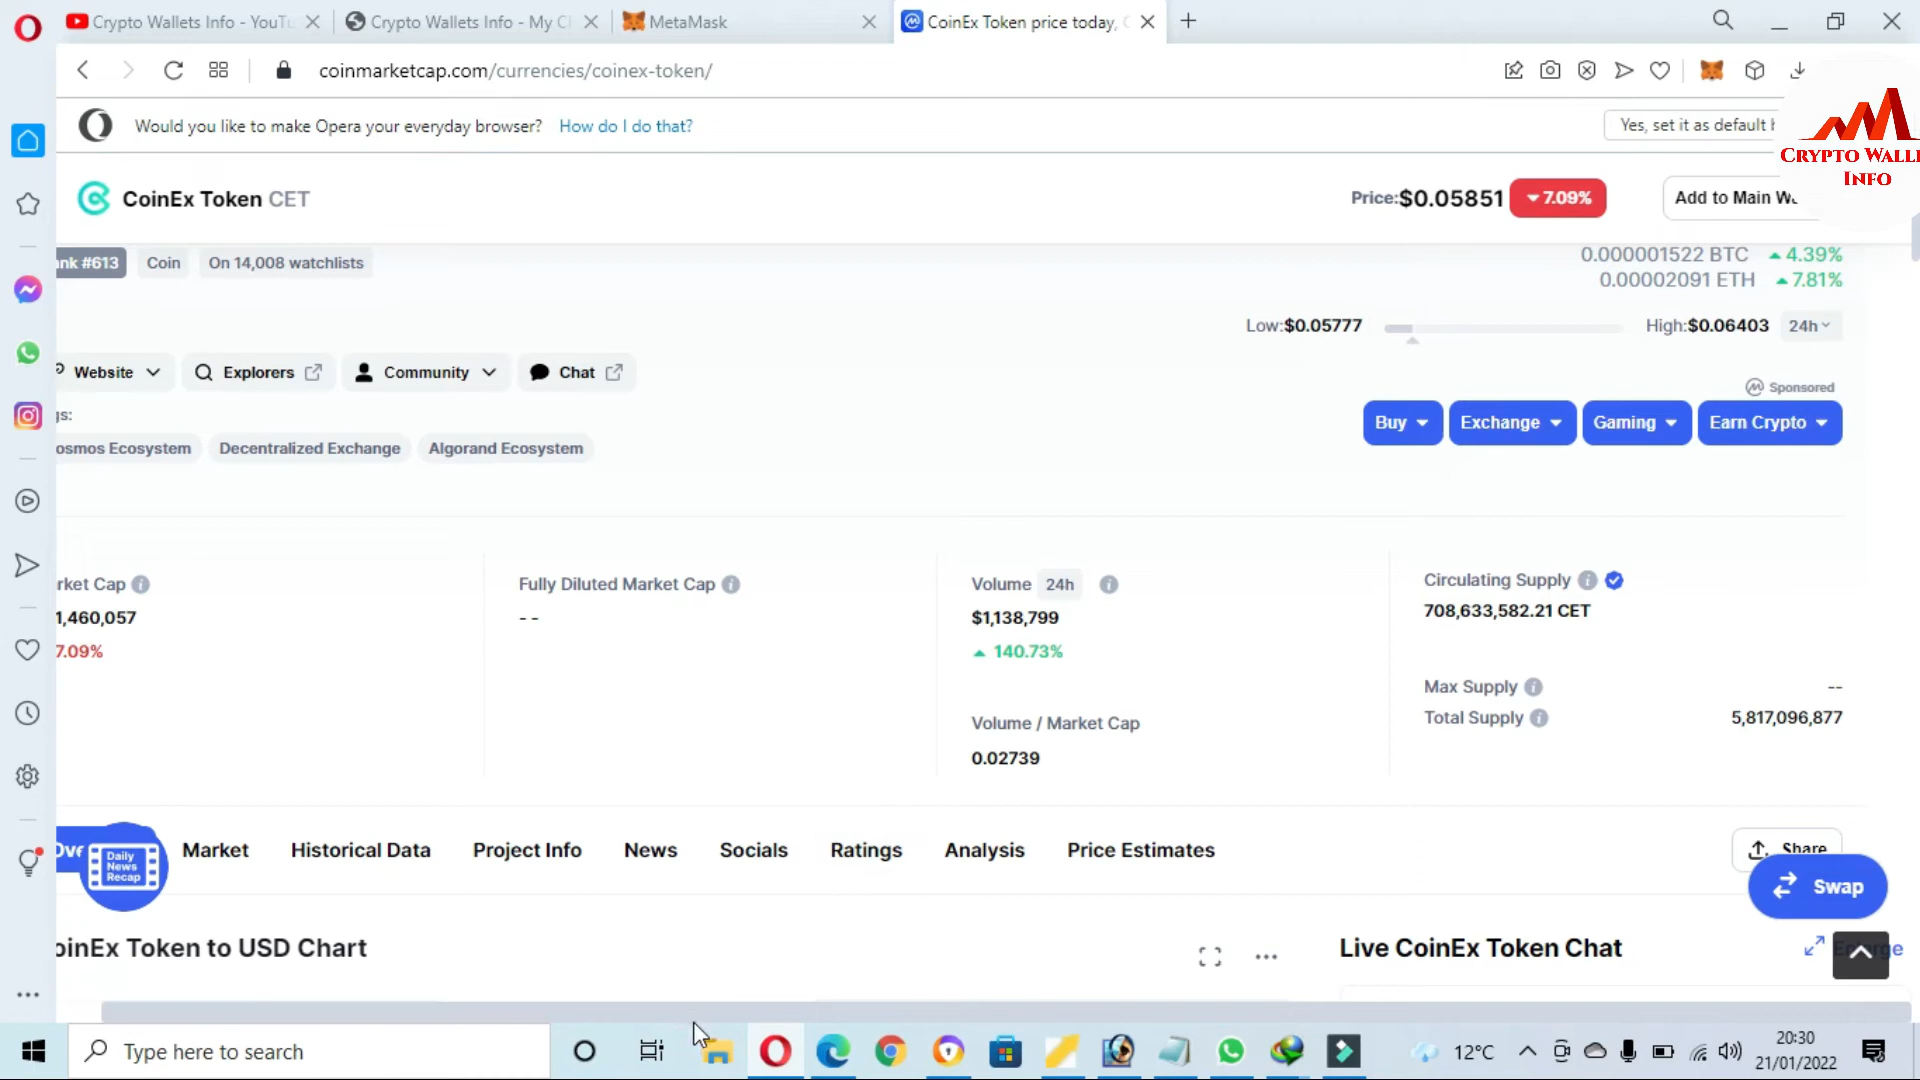 Crypto Wallets Info - YouTu
Crypto Wallets Info - My C
MetaMask
CoinEx Token price today,
coinmarketcap.com/currencies/coinex-token/
Would you like to make Opera your everyday browser? How do I do that?
Yes, set it as default
CRYPTO WALLE
INFO
CoinEx Token CET
Price:$0.05851 7.09%
Add to Main Wa
ank #613 Coin On 14,008 watchlists
0.000001522 BTC 4.39%
0.00002091 ETH 7.81%
Low:$0.05777 High:$0.06403 24h
Website Explorers Community Chat
Sponsored
gs:
Buy Exchange Gaming Earn Crypto
osmos Ecosystem Decentralized Exchange Algorand Ecosystem
rket Cap
1,460,057
7.09%
Fully Diluted Market Cap
- -
Volume 24h
$1,138,799
140.73%
Volume / Market Cap
0.02739
Circulating Supply
708,633,582.21 CET
Max Supply --
Total Supply 5,817,096,877
Ove
Daily
News
Recap
Market Historical Data Project Info News Socials Ratings Analysis Price Estimates
Share
Swap
oinEx Token to USD Chart
Live CoinEx Token Chat
Enlarge
Type here to search
12°C
20:30
21/01/2022